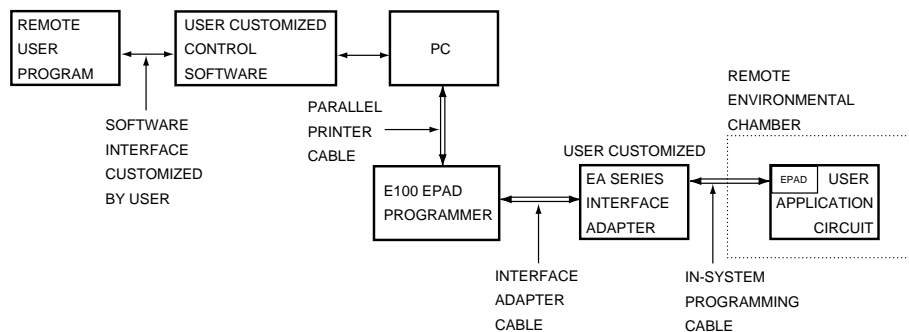 REMOTE
USER
PROGRAM
USER CUSTOMIZED
CONTROL
SOFTWARE
PC
SOFTWARE
INTERFACE
CUSTOMIZED
BY USER
PARALLEL
PRINTER
CABLE
REMOTE
ENVIRONMENTAL
CHAMBER
E100 EPAD
PROGRAMMER
USER CUSTOMIZED
EA SERIES
INTERFACE
ADAPTER
EPAD
USER
APPLICATION
CIRCUIT
INTERFACE
ADAPTER
CABLE
IN-SYSTEM
PROGRAMMING
CABLE